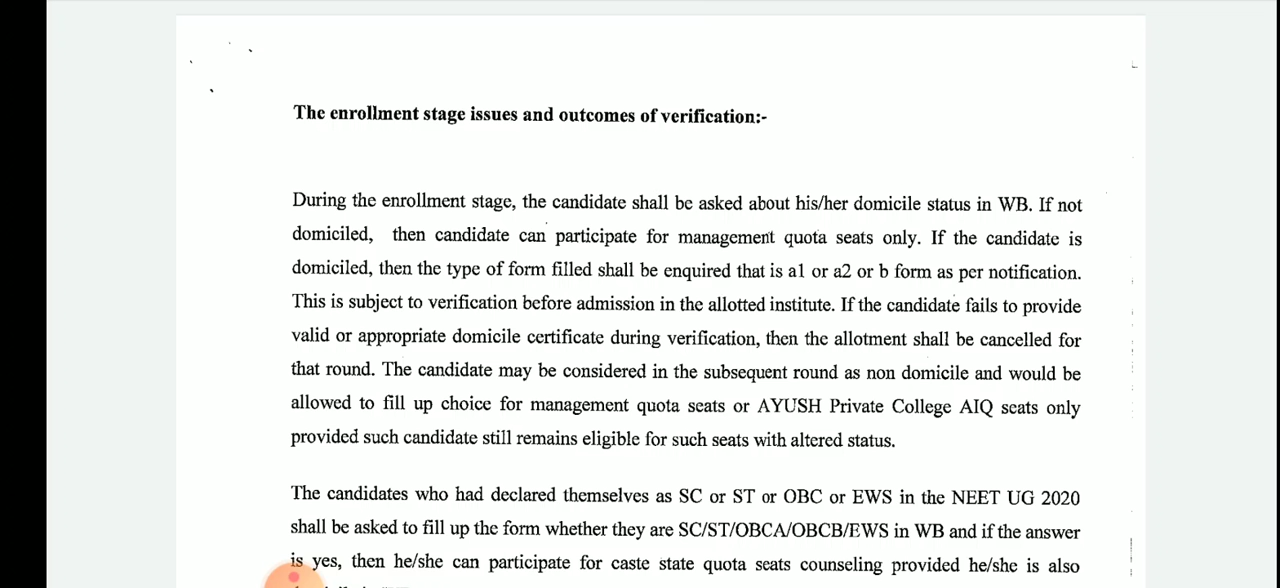 The enrollment stage issues and outcomes of verification:-
During the enrollment stage, the candidate shall be asked about his/her domicile status in WB. If not
domiciled, then candidate can participate for management quota seats only. If the candidate is
domiciled, then the type of form filled shall be enquired that is a1 or a2 or b form as per notification.
This is subject to verification before admission in the allotted institute. If the candidate fails to provide
valid or appropriate domicile certificate during verification, then the allotment shall be cancelled for
that round. The candidate may be considered in the subsequent round as non domicile and would be
allowed to fill up choice for management quota seats or AYUSH Private College AIQ seats only
provided such candidate still remains eligible for such seats with altered status.
The candidates who had declared themselves as SC or ST or OBC or EWS in the NEET UG 2020
shall be asked to fill up the form whether they are SC/ST/OBCA/OBCB/EWS in WB and if the answer
is yes, then he/she can participate for caste state quota seats counseling provided he/she is also